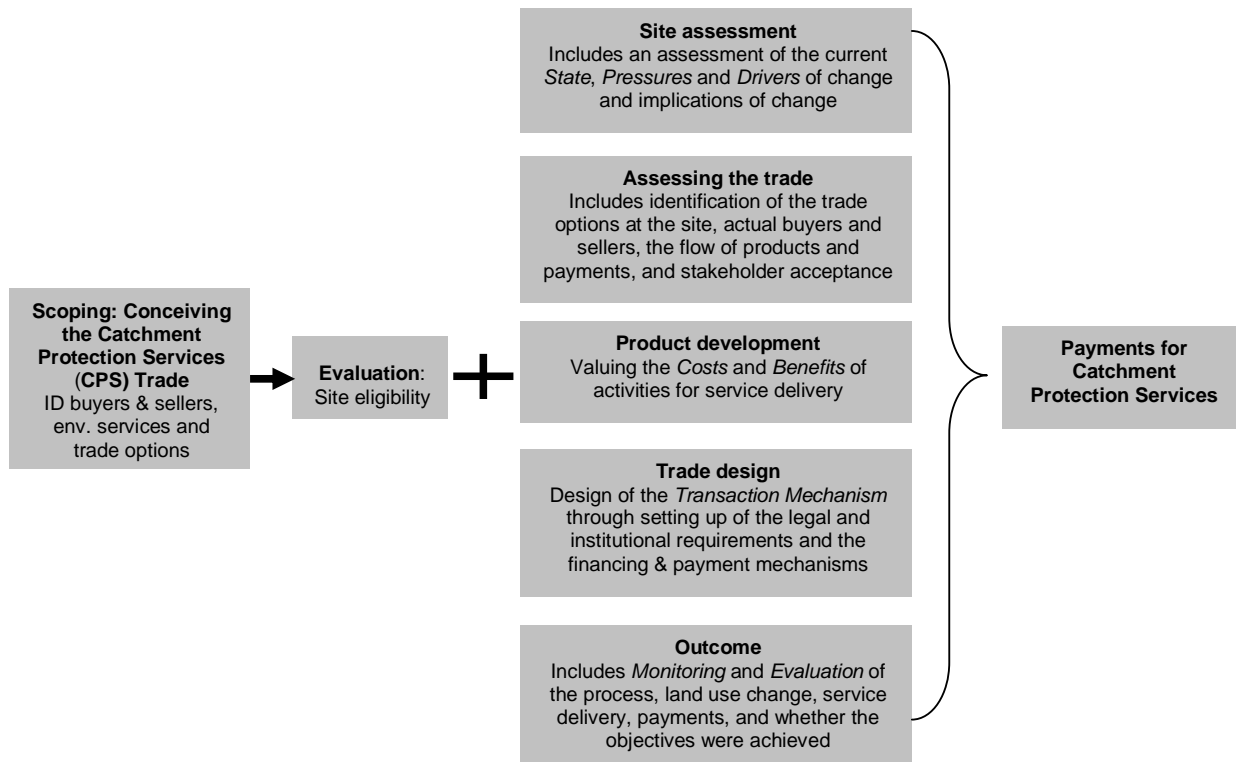 Scoping: Conceiving
the Catchment
Protection Services
(CPS) Trade
ID buyers & sellers,
env. services and
trade options
Evaluation:
Site eligibility
Site assessment
Includes an assessment of the current
State, Pressures and Drivers of change
and implications of change
Assessing the trade
Includes identification of the trade
options at the site, actual buyers and
sellers, the flow of products and
payments, and stakeholder acceptance
Product development
Valuing the Costs and Benefits of
activities for service delivery
Trade design
Design of the Transaction Mechanism
through setting up of the legal and
institutional requirements and the
financing & payment mechanisms
Outcome
Includes Monitoring and Evaluation of
the process, land use change, service
delivery, payments, and whether the
objectives were achieved
Payments for
Catchment
Protection Services